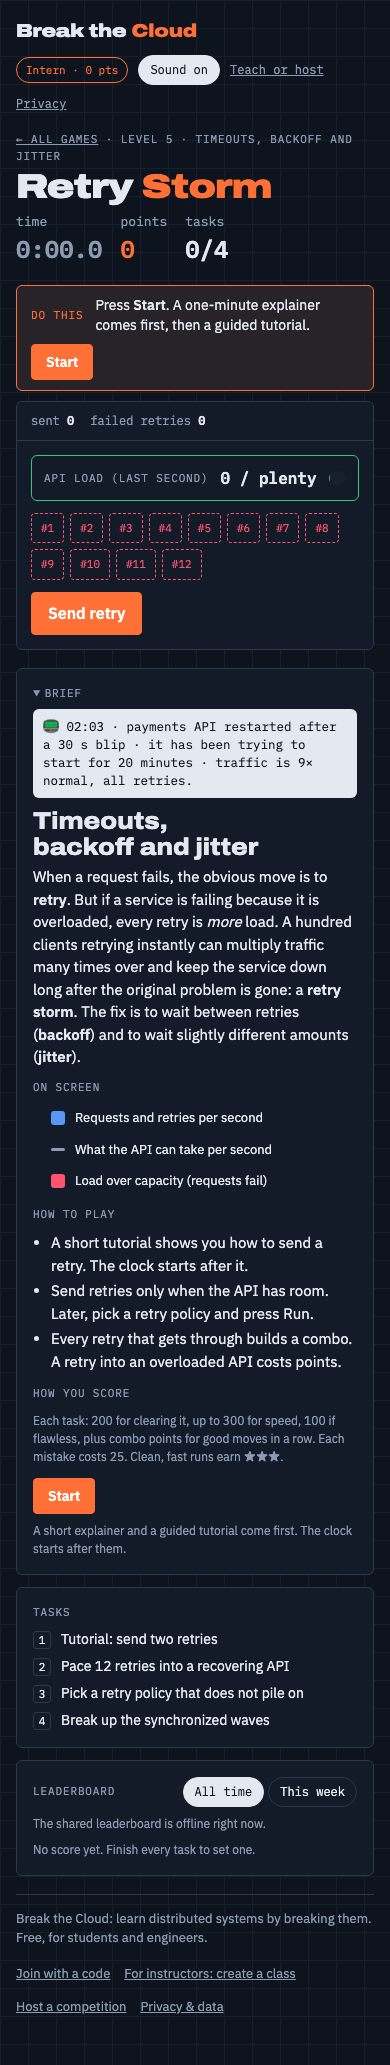 Break the Cloud
Intern · 0 pts
Sound on
Teach or host
Privacy
← ALL GAMES · LEVEL 5 · TIMEOUTS, BACKOFF AND
JITTER
Retry Storm
time points tasks
0:00.0 0 0/4
DO THIS
Press Start. A one-minute explainer
comes first, then a guided tutorial.
Start
sent 0 failed retries 0
API LOAD (LAST SECOND) 0 / plenty
#1 #2 #3 #4 #5 #6 #7 #8
#9 #10 #11 #12
Send retry
▼ BRIEF
02:03 · payments API restarted after
a 30 s blip · it has been trying to
start for 20 minutes · traffic is 9×
normal, all retries.
Timeouts,
backoff and jitter
When a request fails, the obvious move is to
retry. But if a service is failing because it is
overloaded, every retry is more load. A hundred
clients retrying instantly can multiply traffic
many times over and keep the service down
long after the original problem is gone: a retry
storm. The fix is to wait between retries
(backoff) and to wait slightly different amounts
(jitter).
ON SCREEN
Requests and retries per second
What the API can take per second
Load over capacity (requests fail)
HOW TO PLAY
• A short tutorial shows you how to send a
retry. The clock starts after it.
• Send retries only when the API has room.
Later, pick a retry policy and press Run.
• Every retry that gets through builds a combo.
A retry into an overloaded API costs points.
HOW YOU SCORE
Each task: 200 for clearing it, up to 300 for speed, 100 if
flawless, plus combo points for good moves in a row. Each
mistake costs 25. Clean, fast runs earn ★★★.
Start
A short explainer and a guided tutorial come first. The clock
starts after them.
TASKS
1 Tutorial: send two retries
2 Pace 12 retries into a recovering API
3 Pick a retry policy that does not pile on
4 Break up the synchronized waves
LEADERBOARD
All time
This week
The shared leaderboard is offline right now.
No score yet. Finish every task to set one.
Break the Cloud: learn distributed systems by breaking them.
Free, for students and engineers.
Join with a code For instructors: create a class
Host a competition Privacy & data